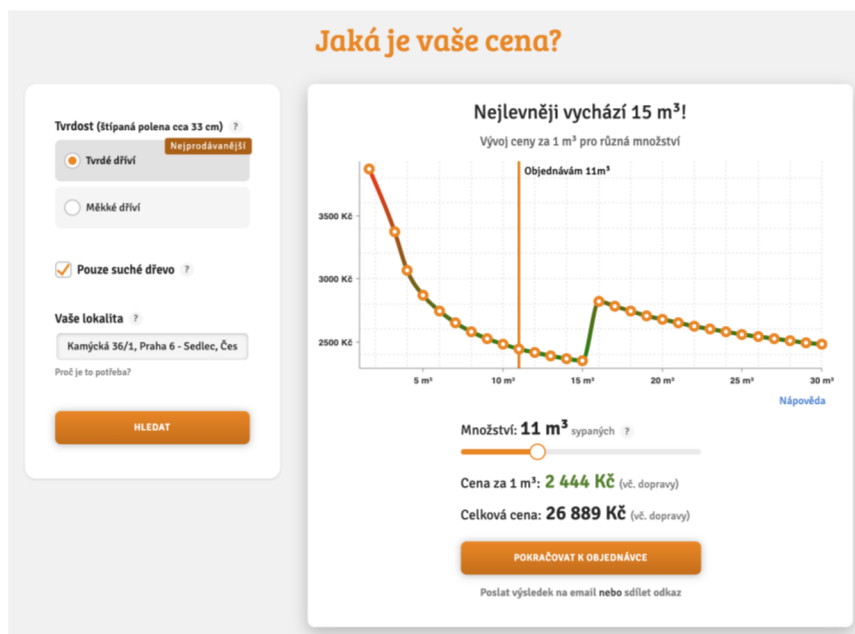 Jaká je vaše cena?
Tvrdost (štípaná polena cca 33 cm) ?
Nejprodávanější
Tvrdé dříví
Měkké dříví
Pouze suché dřevo ?
Vaše lokalita ?
Kamýcká 36/1, Praha 6 - Sedlec, Čes
Proč je to potřeba?
HLEDAT
Nejlevněji vychází 15 m³!
Vývoj ceny za 1 m³ pro různá množství
Objednávám 11m³
3500 Kč
3000 Kč
2500 Kč
5 m³ 10 m³ 15 m³ 20 m³ 25 m³ 30 m³
Nápověda
Množství: 11 m³ sypaných ?
Cena za 1 m³: 2 444 Kč (vč. dopravy)
Celková cena: 26 889 Kč (vč. dopravy)
POKRAČOVAT K OBJEDNÁVCE
Poslat výsledek na email nebo sdílet odkaz